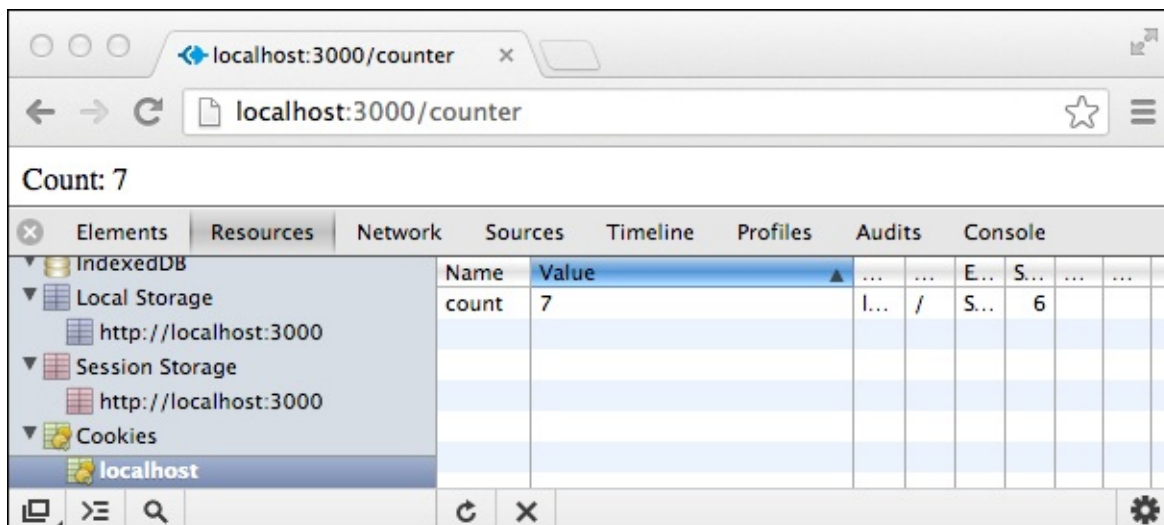 localhost:3000/counter
localhost:3000/counter
Count: 7
Elements Resources Network Sources Timeline Profiles Audits Console
IndexedDB
Local Storage
http://localhost:3000
Session Storage
http://localhost:3000
Cookies
localhost
Name Value ... ... E... S... ... ...
count 7 l... / S... 6